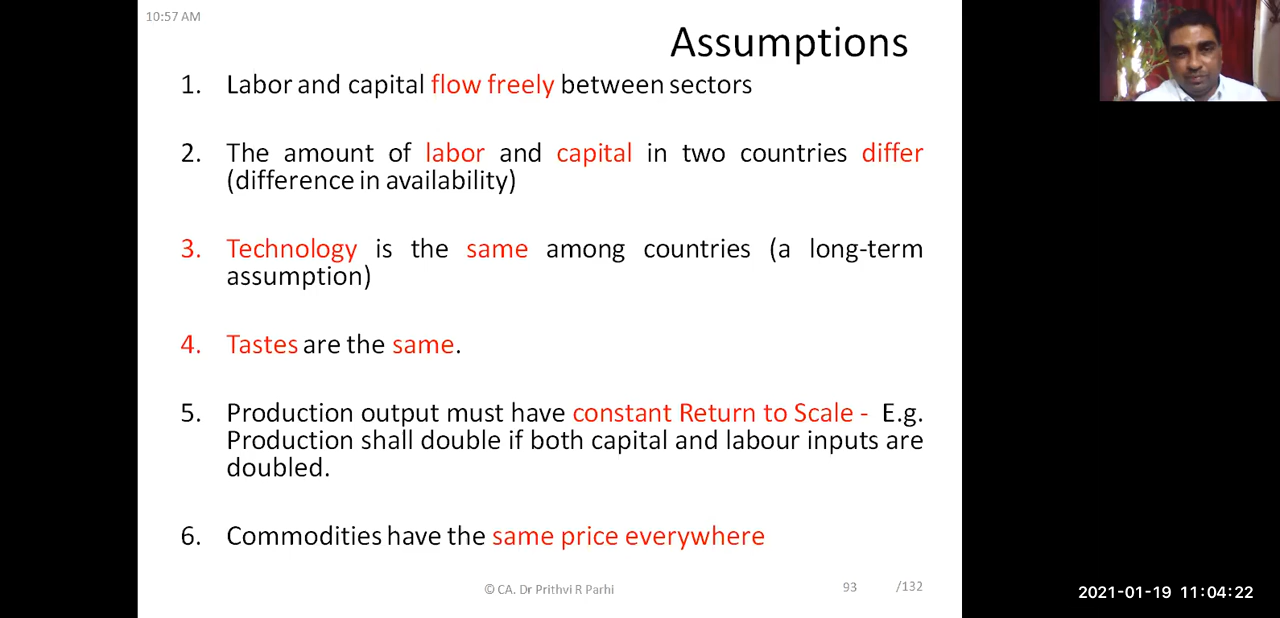 10:57 AM
Assumptions
1. Labor and capital flow freely between sectors
2. The amount of labor and capital in two countries differ
(difference in availability)
3. Technology is the same among countries (a long-term
assumption)
4. Tastes are the same.
5. Production output must have constant Return to Scale - E.g.
Production shall double if both capital and labour inputs are
doubled.
6. Commodities have the same price everywhere
© CA. Dr Prithvi R Parhi 93 /132
2021-01-19 11:04:22